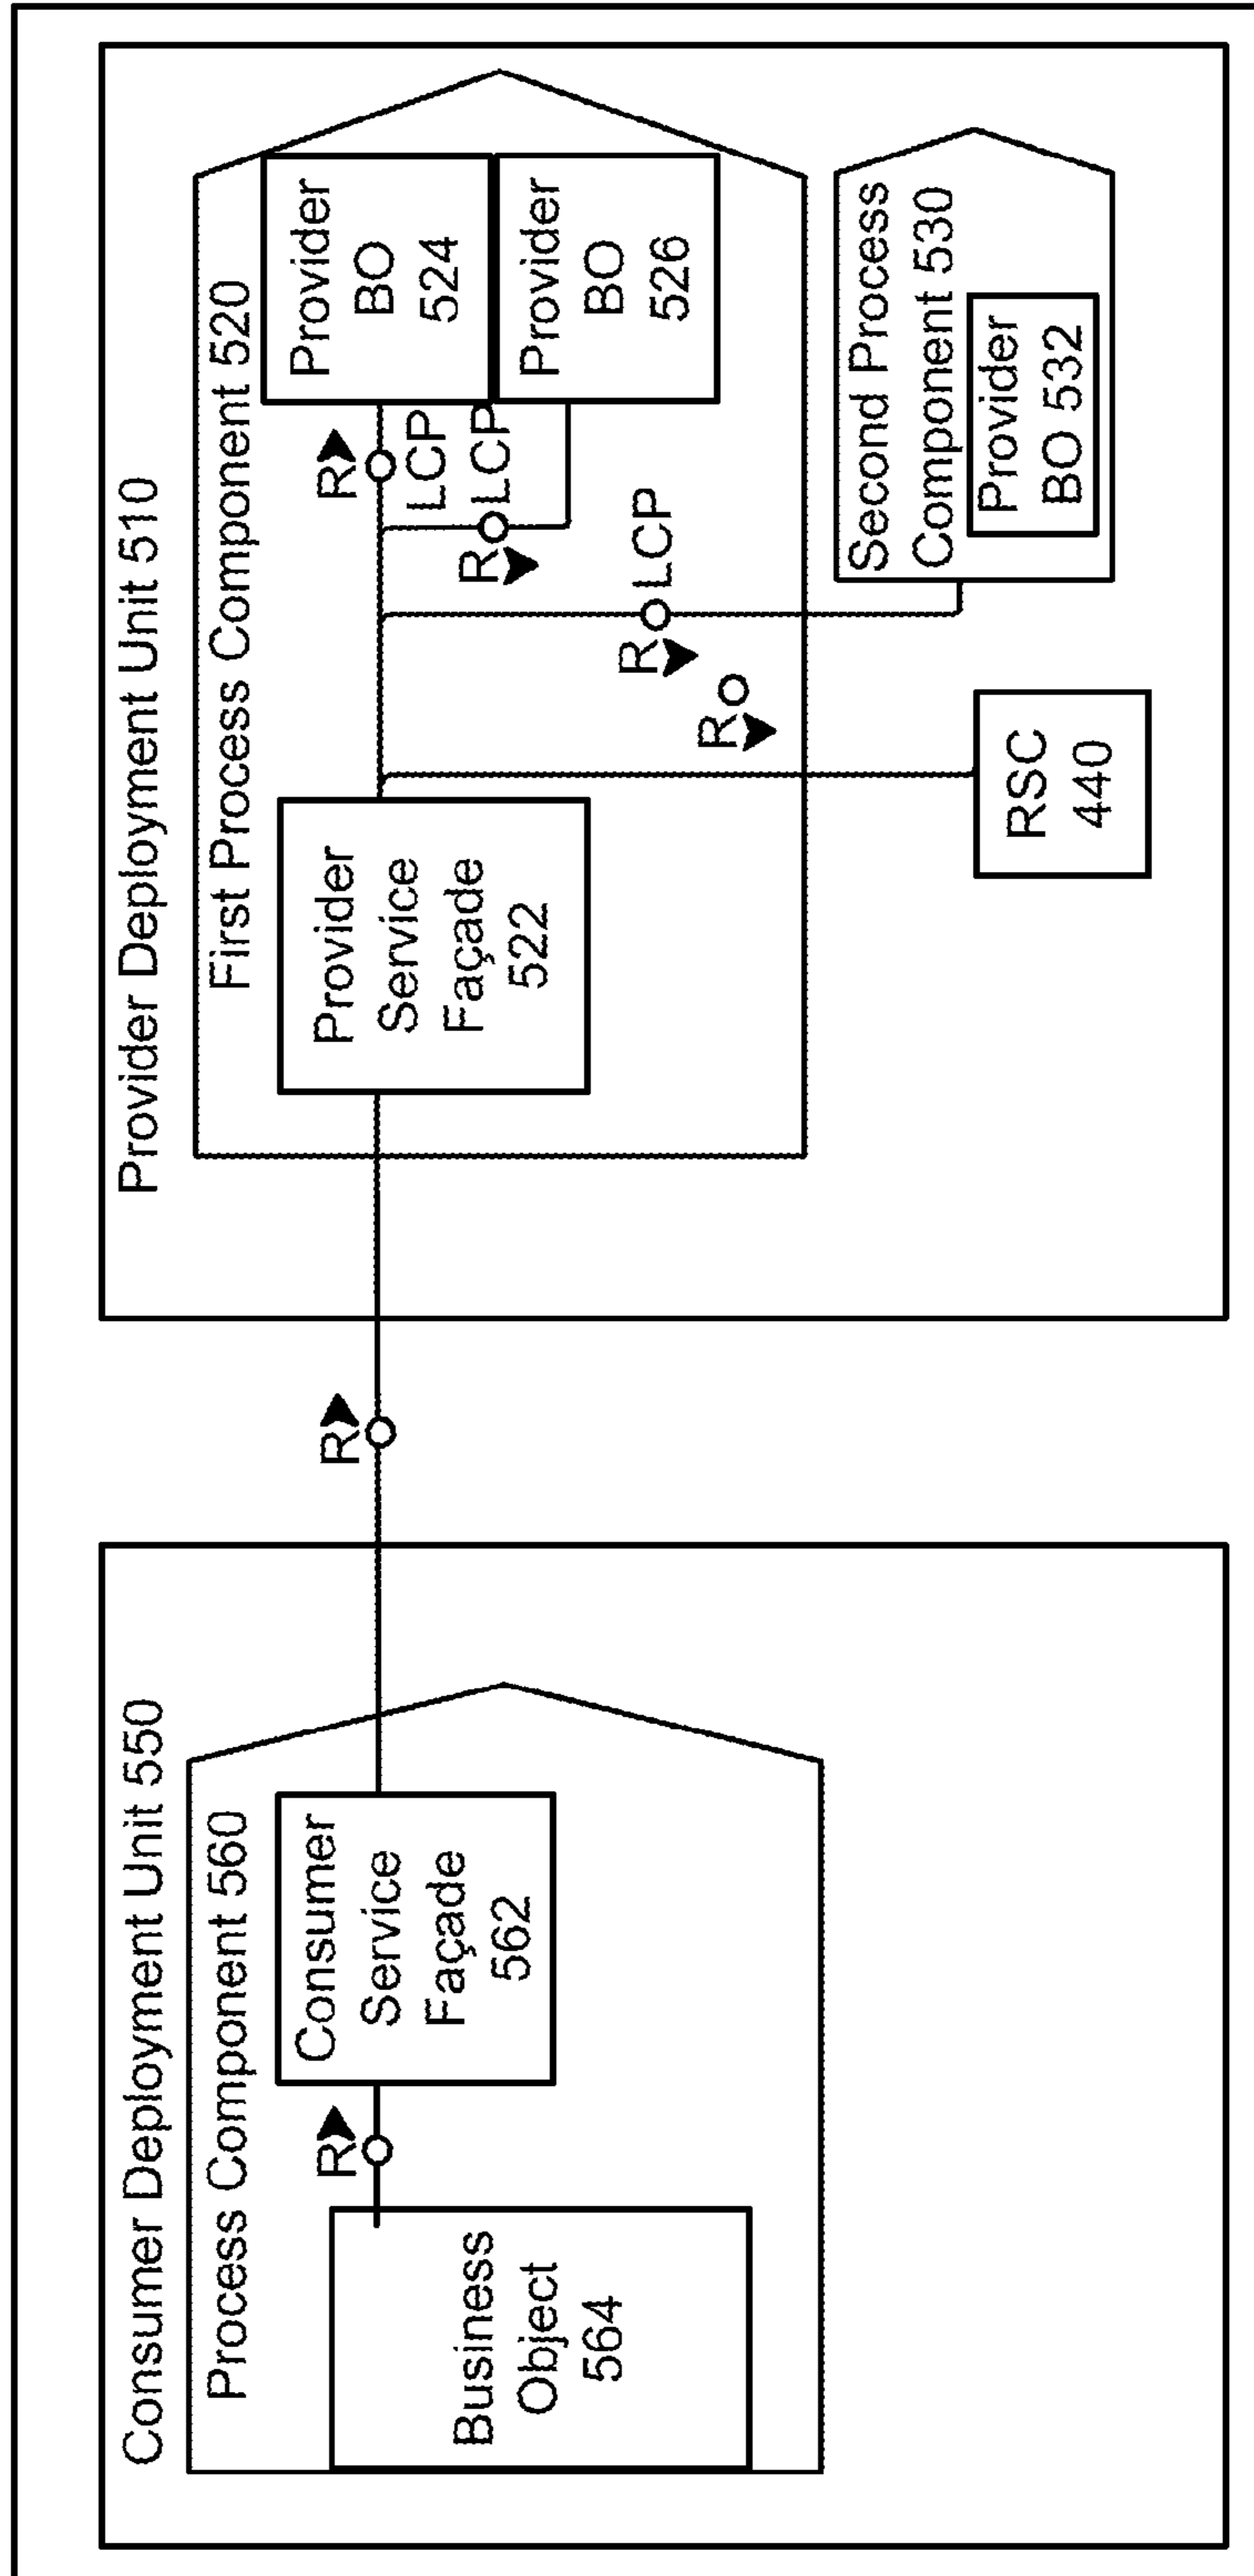 Consumer Deployment Unit 550
Process Component 560
Business
Object
564
R
Consumer
Service
Façade
562
R
Provider Deployment Unit 510
First Process Component 520
Provider
Service
Façade
522
R
LCP
Provider
BO
524
R
LCP
Provider
BO
526
R
LCP
R
Second Process
Component 530
Provider
BO 532
RSC
440